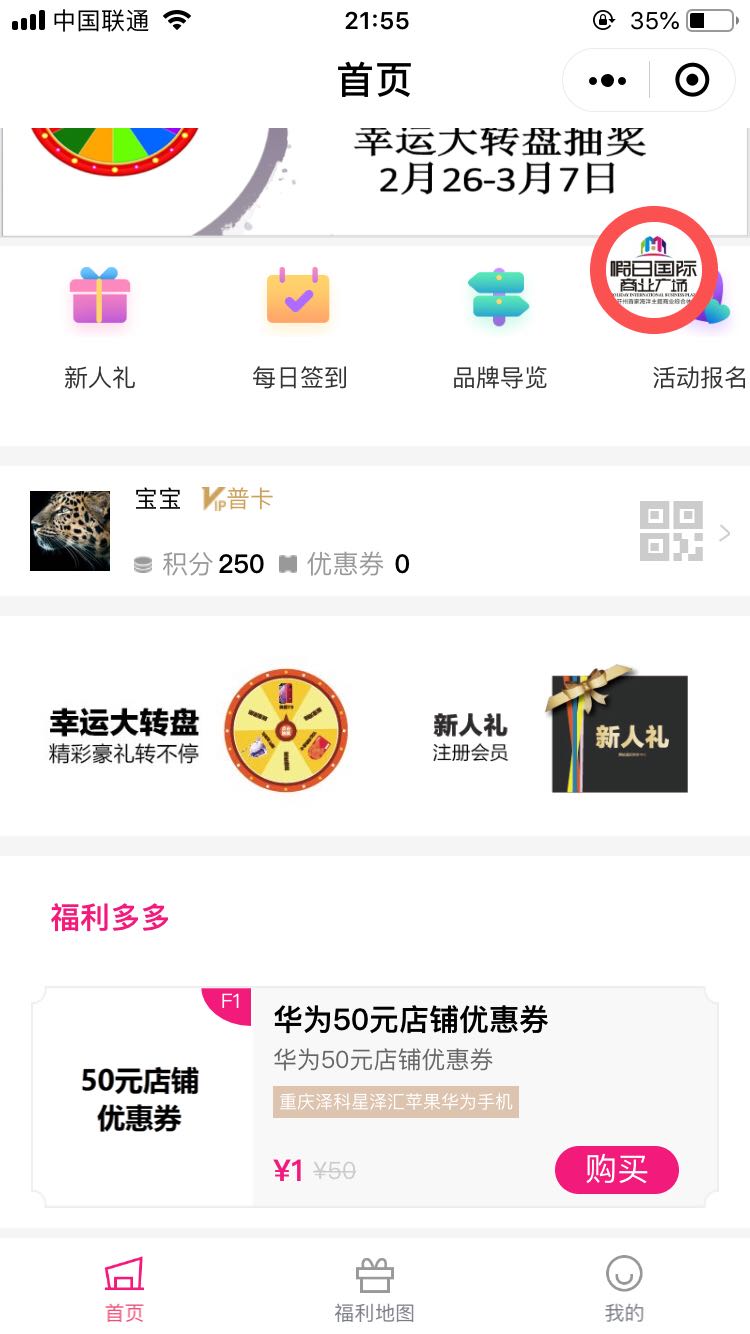 中国联通
21:55
35%
首页
幸运大转盘抽奖
2月26-3月7日
假日国际
商业广场
新人礼
每日签到
品牌导览
活动报名
宝宝
VIP普卡
积分 250
优惠券 0
幸运大转盘
精彩豪礼转不停
新人礼
注册会员
新人礼
福利多多
F1
50元店铺
优惠券
华为50元店铺优惠券
华为50元店铺优惠券
重庆泽科星泽汇苹果华为手机
¥1 ¥50
购买
首页
福利地图
我的